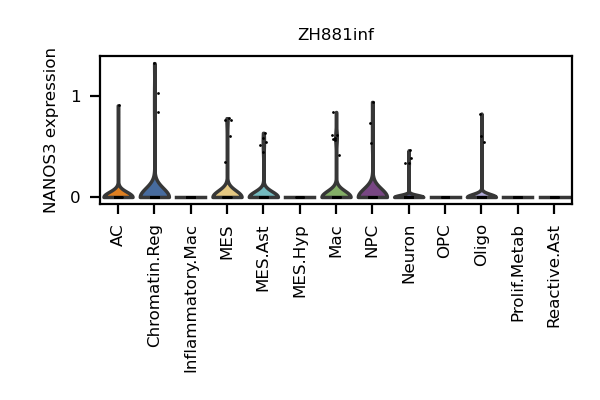 ZH881inf
NANOS3 expression
1
0
AC
Chromatin.Reg
Inflammatory.Mac
MES
MES.Ast
MES.Hyp
Mac
NPC
Neuron
OPC
Oligo
Prolif.Metab
Reactive.Ast